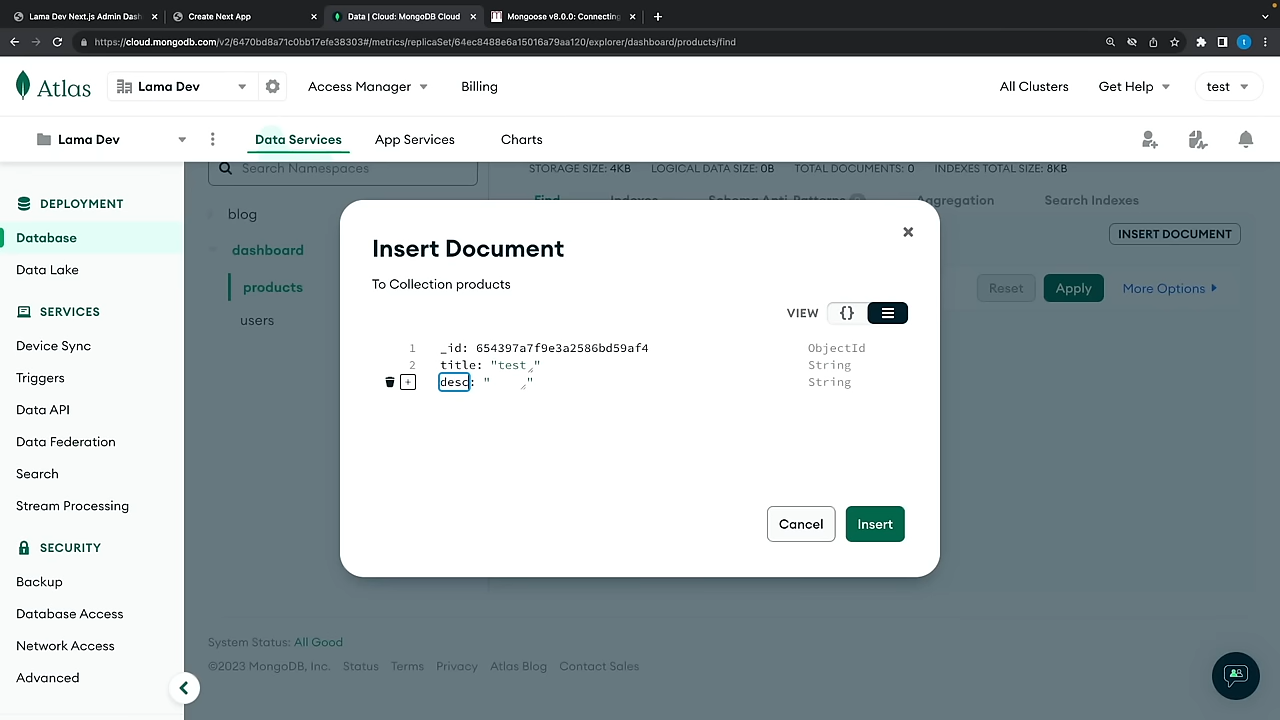 Lama Dev Next.js Admin Dash
Create Next App
Data | Cloud: MongoDB Cloud
Mongoose v8.0.0: Connecting
https://cloud.mongodb.com/v2/6470bd8a71c0bb17efe38303#/metrics/replicaSet/64ec8488e6a15016a79aa120/explorer/dashboard/products/find
Atlas
Lama Dev
Access Manager
Billing
All Clusters
Get Help
test
Lama Dev
Data Services
App Services
Charts
DEPLOYMENT
Database
Data Lake
SERVICES
Device Sync
Triggers
Data API
Data Federation
Search
Stream Processing
SECURITY
Backup
Database Access
Network Access
Advanced
Search Namespaces
blog
dashboard
products
users
STORAGE SIZE: 4KB LOGICAL DATA SIZE: 0B TOTAL DOCUMENTS: 0 INDEXES TOTAL SIZE: 8KB
Find Indexes Schema Anti-Patterns Aggregation Search Indexes
INSERT DOCUMENT
Reset Apply More Options
Insert Document
To Collection products
VIEW {}
1 _id: 654397a7f9e3a2586bd59af4 ObjectId
2 title: "test" String
+ desc: " " String
Cancel Insert
System Status: All Good
©2023 MongoDB, Inc. Status Terms Privacy Atlas Blog Contact Sales